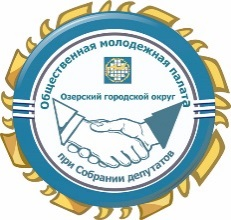 Общественная молодежная палата
Озерский городской округ
при Собрании депутатов